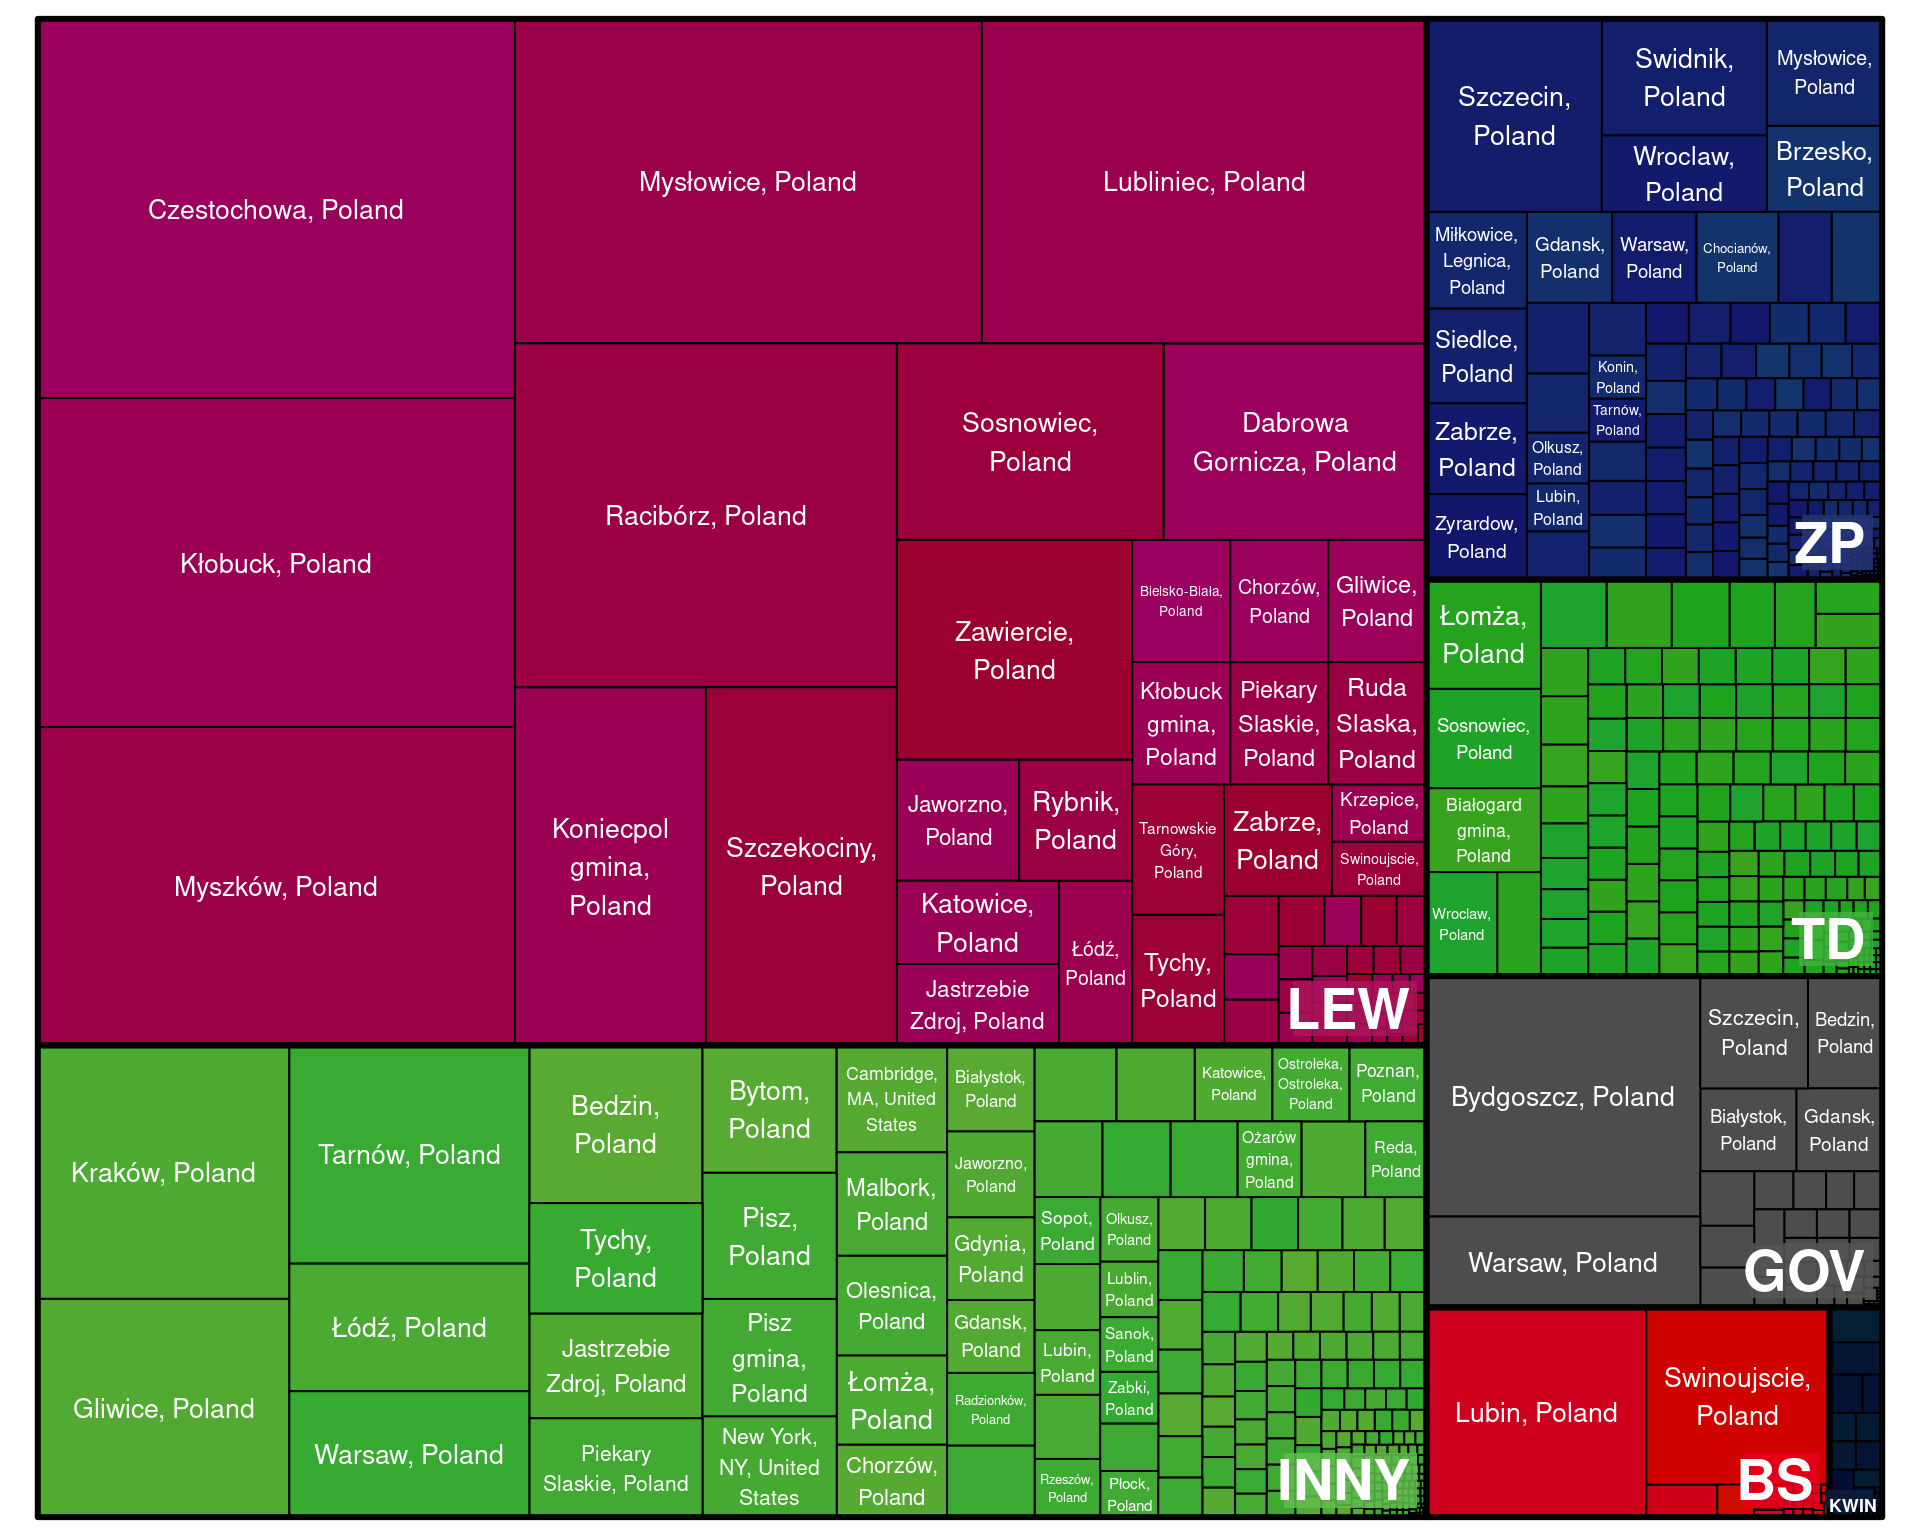 Czestochowa, Poland
Kłobuck, Poland
Myszków, Poland
Mysłowice, Poland
Lubliniec, Poland
Racibórz, Poland
Koniecpol
gmina,
Poland
Szczekociny,
Poland
Sosnowiec,
Poland
Dabrowa
Gornicza, Poland
Zawiercie,
Poland
Jaworzno,
Poland
Rybnik,
Poland
Katowice,
Poland
Jastrzebie
Zdroj, Poland
Łódź,
Poland
Bielsko-Biała,
Poland
Chorzów,
Poland
Gliwice,
Poland
Kłobuck
gmina,
Poland
Piekary
Slaskie,
Poland
Ruda
Slaska,
Poland
Tarnowskie
Góry,
Poland
Tychy,
Poland
Zabrze,
Poland
Krzepice,
Poland
Swinoujscie,
Poland
LEW
Kraków, Poland
Gliwice, Poland
Tarnów, Poland
Łódź, Poland
Warsaw, Poland
Bedzin,
Poland
Tychy,
Poland
Jastrzebie
Zdroj, Poland
Piekary
Slaskie, Poland
Bytom,
Poland
Pisz,
Poland
Pisz
gmina,
Poland
New York,
NY, United
States
Cambridge,
MA, United
States
Malbork,
Poland
Olesnica,
Poland
Łomża,
Poland
Chorzów,
Poland
Białystok,
Poland
Jaworzno,
Poland
Gdynia,
Poland
Gdansk,
Poland
Radzionków,
Poland
Katowice,
Poland
Ostrołeka,
Ostroleka,
Poland
Poznan,
Poland
Ożarów
gmina,
Poland
Reda,
Poland
Sopot,
Poland
Lubin,
Poland
Rzeszów,
Poland
Olkusz,
Poland
Lublin,
Poland
Sanok,
Poland
Zabki,
Poland
Płock,
Poland
INNY
Szczecin,
Poland
Swidnik,
Poland
Wroclaw,
Poland
Mysłowice,
Poland
Brzesko,
Poland
Miłkowice,
Legnica,
Poland
Siedlce,
Poland
Zabrze,
Poland
Zyrardow,
Poland
Gdansk,
Poland
Warsaw,
Poland
Chocianów,
Poland
Olkusz,
Poland
Lubin,
Poland
Konin,
Poland
Tarnów,
Poland
ZP
Łomża,
Poland
Sosnowiec,
Poland
Białogard
gmina,
Poland
Wroclaw,
Poland
TD
Bydgoszcz, Poland
Warsaw, Poland
Szczecin,
Poland
Bedzin,
Poland
Białystok,
Poland
Gdansk,
Poland
GOV
Lubin, Poland
Swinoujscie,
Poland
BS
KWIN